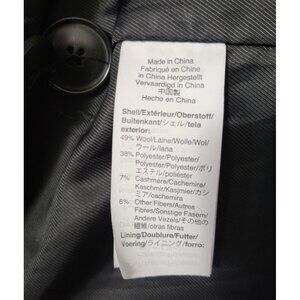 Made in China
Fabriqué en Chine
in China Hergestellt
Vervaardigd in China
中国製
Hecho en China
Shell/Extérieur/Oberstoff/
Buitenkant/シェル/tela
exterior:
49% Wool/Laine/Wolle/Wol/
ウール/lana
38% Polyester/Polyester/
Polyester/Polyester/ポリ
エステル/poliéster
7% Cashmere/Cachemire/
Kaschmir/Kasjmier/カシ
ミア/cachemira
6% Other Fibers/Autres
Fibres/Sonstige Fasern/
Andere Vezels/その他の
繊維/otras fibras
Lining/Doublure/Futter/
Voering/ライニング/forro: